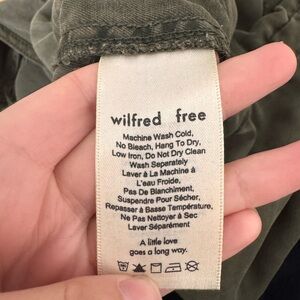 wilfred free
Machine Wash Cold,
No Bleach, Hang To Dry,
Low Iron, Do Not Dry Clean
Wash Seperately
Laver à La Machine à
L'eau Froide,
Pas De Blanchiment,
Suspendre Pour Sécher,
Repasser à Basse Température,
Ne Pas Nettoyer à Sec
Laver Séparément
A little love
goes a long way.